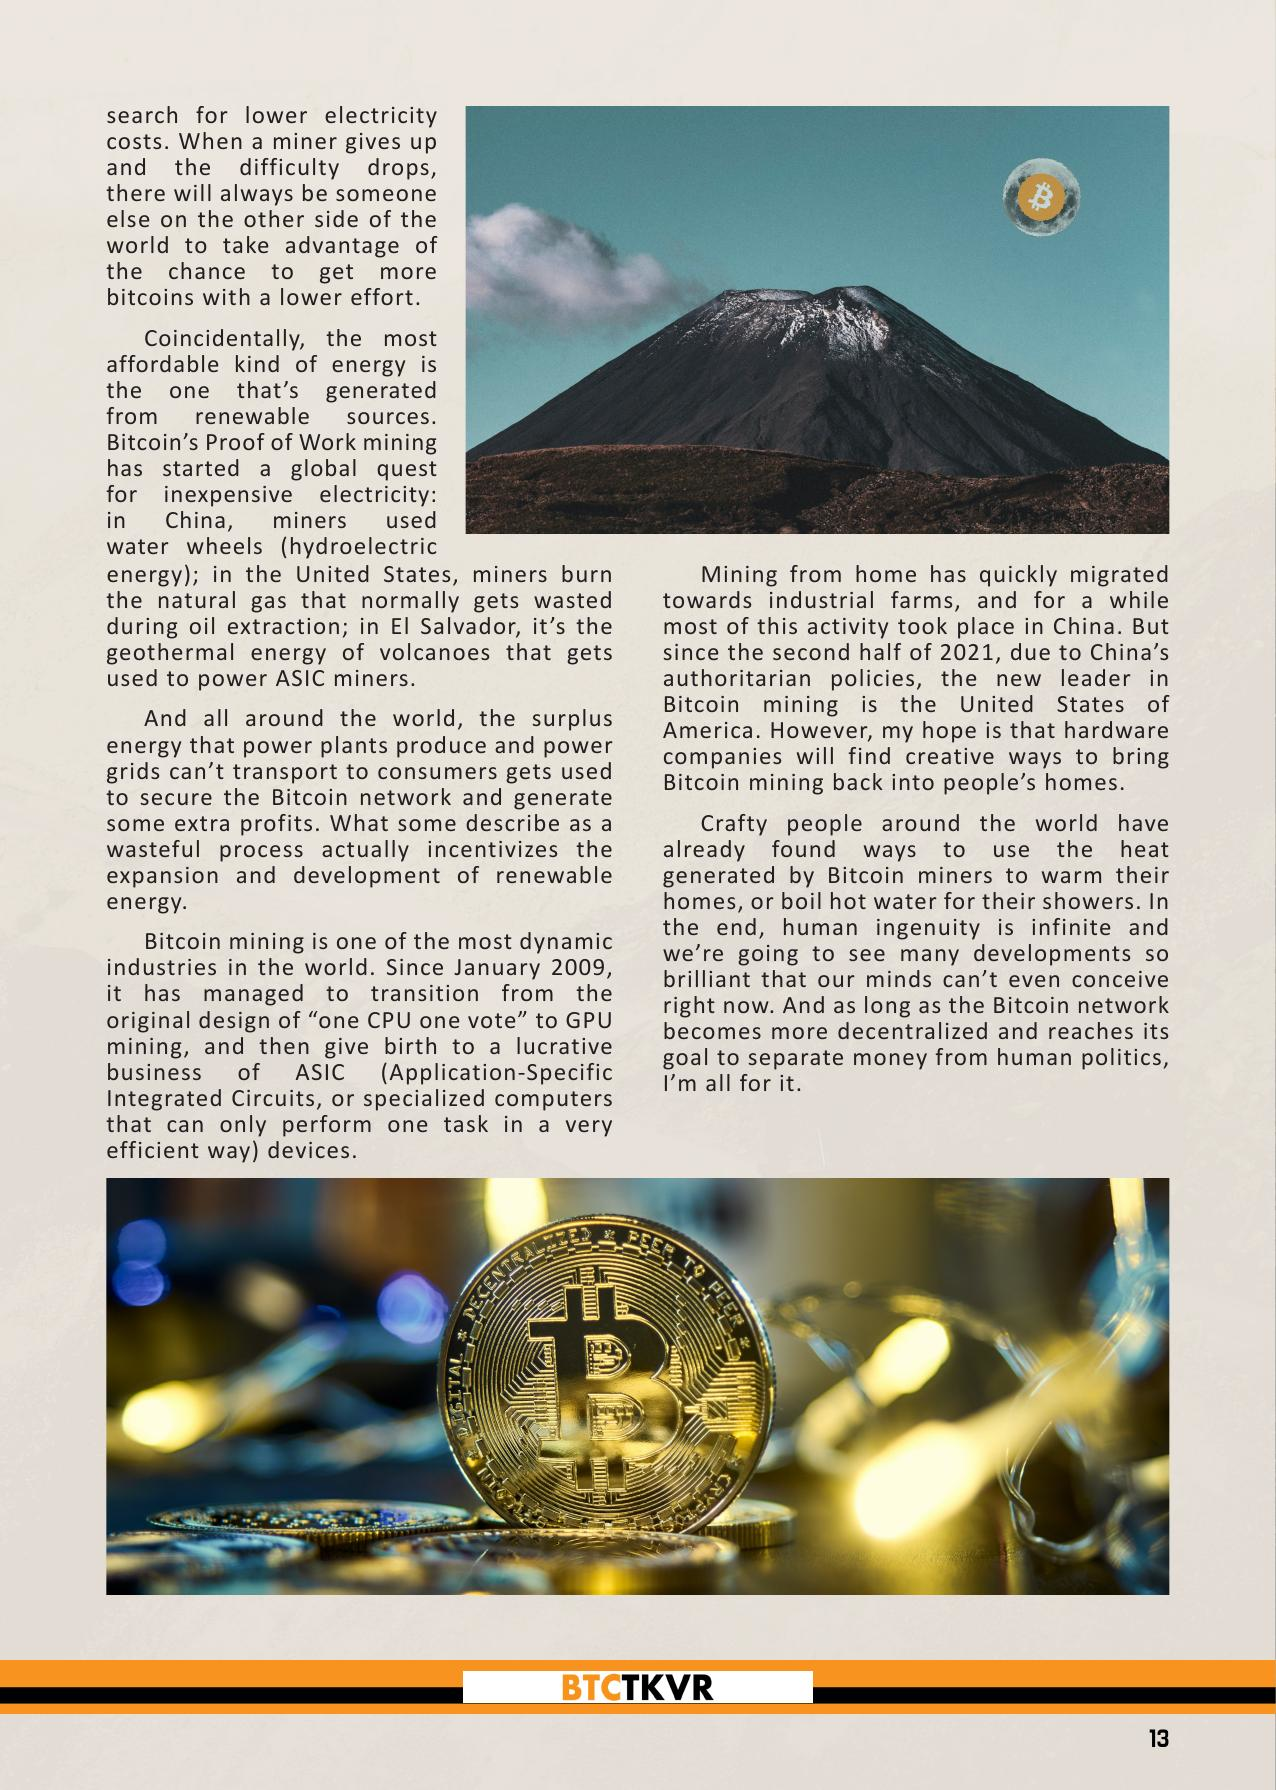 search for lower electricity
costs. When a miner gives up
and the difficulty drops,
there will always be someone
else on the other side of the
world to take advantage of
the chance to get more
bitcoins with a lower effort.
Coincidentally, the most
affordable kind of energy is
the one that’s generated
from renewable sources.
Bitcoin’s Proof of Work mining
has started a global quest
for inexpensive electricity:
in China, miners used
water wheels (hydroelectric
energy); in the United States, miners burn
the natural gas that normally gets wasted
during oil extraction; in El Salvador, it’s the
geothermal energy of volcanoes that gets
used to power ASIC miners.
And all around the world, the surplus
energy that power plants produce and power
grids can’t transport to consumers gets used
to secure the Bitcoin network and generate
some extra profits. What some describe as a
wasteful process actually incentivizes the
expansion and development of renewable
energy.
Bitcoin mining is one of the most dynamic
industries in the world. Since January 2009,
it has managed to transition from the
original design of “one CPU one vote” to GPU
mining, and then give birth to a lucrative
business of ASIC (Application-Specific
Integrated Circuits, or specialized computers
that can only perform one task in a very
efficient way) devices.
Mining from home has quickly migrated
towards industrial farms, and for a while
most of this activity took place in China. But
since the second half of 2021, due to China’s
authoritarian policies, the new leader in
Bitcoin mining is the United States of
America. However, my hope is that hardware
companies will find creative ways to bring
Bitcoin mining back into people’s homes.
Crafty people around the world have
already found ways to use the heat
generated by Bitcoin miners to warm their
homes, or boil hot water for their showers. In
the end, human ingenuity is infinite and
we’re going to see many developments so
brilliant that our minds can’t even conceive
right now. And as long as the Bitcoin network
becomes more decentralized and reaches its
goal to separate money from human politics,
I’m all for it.
DIGITAL * DECENTRALIZED * PEER TO PEER *
BTCTKVR
13